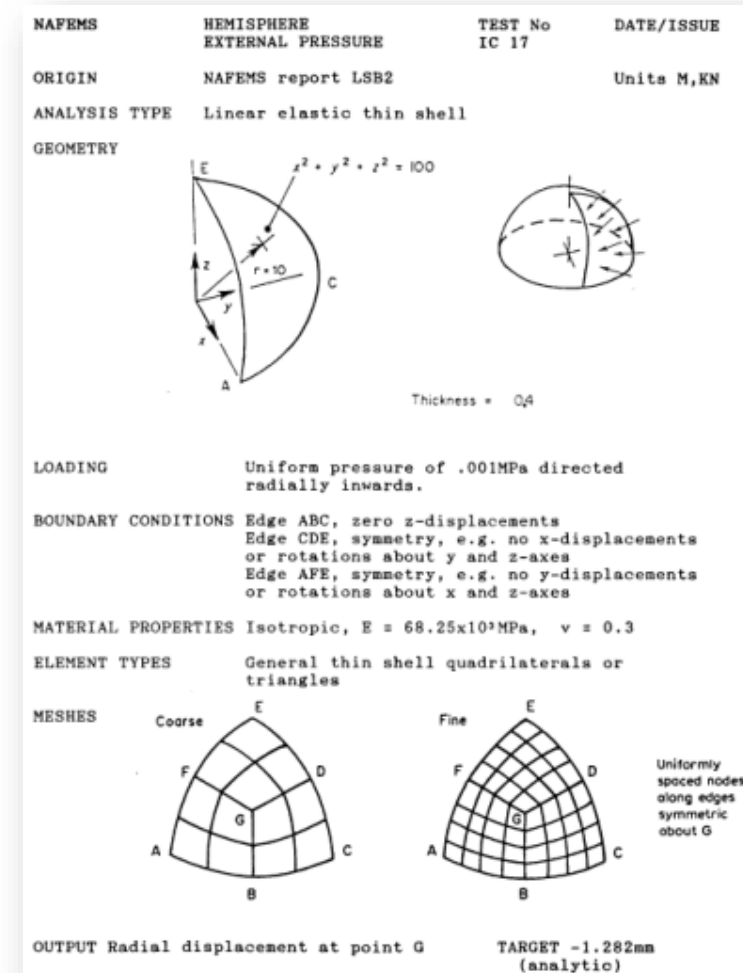 NAFEMS HEMISPHERE TEST No DATE/ISSUE
EXTERNAL PRESSURE IC 17
ORIGIN NAFEMS report LSB2 Units M,KN
ANALYSIS TYPE Linear elastic thin shell
GEOMETRY
E
x² + y² + z² = 100
z
r = 10
C
y
x
A
Thickness = 0,4
LOADING Uniform pressure of .001MPa directed
radially inwards.
BOUNDARY CONDITIONS Edge ABC, zero z-displacements
Edge CDE, symmetry, e.g. no x-displacements
or rotations about y and z-axes
Edge AFE, symmetry, e.g. no y-displacements
or rotations about x and z-axes
MATERIAL PROPERTIES Isotropic, E = 68.25x10³MPa, v = 0.3
ELEMENT TYPES General thin shell quadrilaterals or
triangles
MESHES
Coarse
E
F
D
G
A
C
B
Fine
E
F
D
G
A
C
B
Uniformly
spaced nodes
along edges
symmetric
about G
OUTPUT Radial displacement at point G TARGET -1.282mm
(analytic)